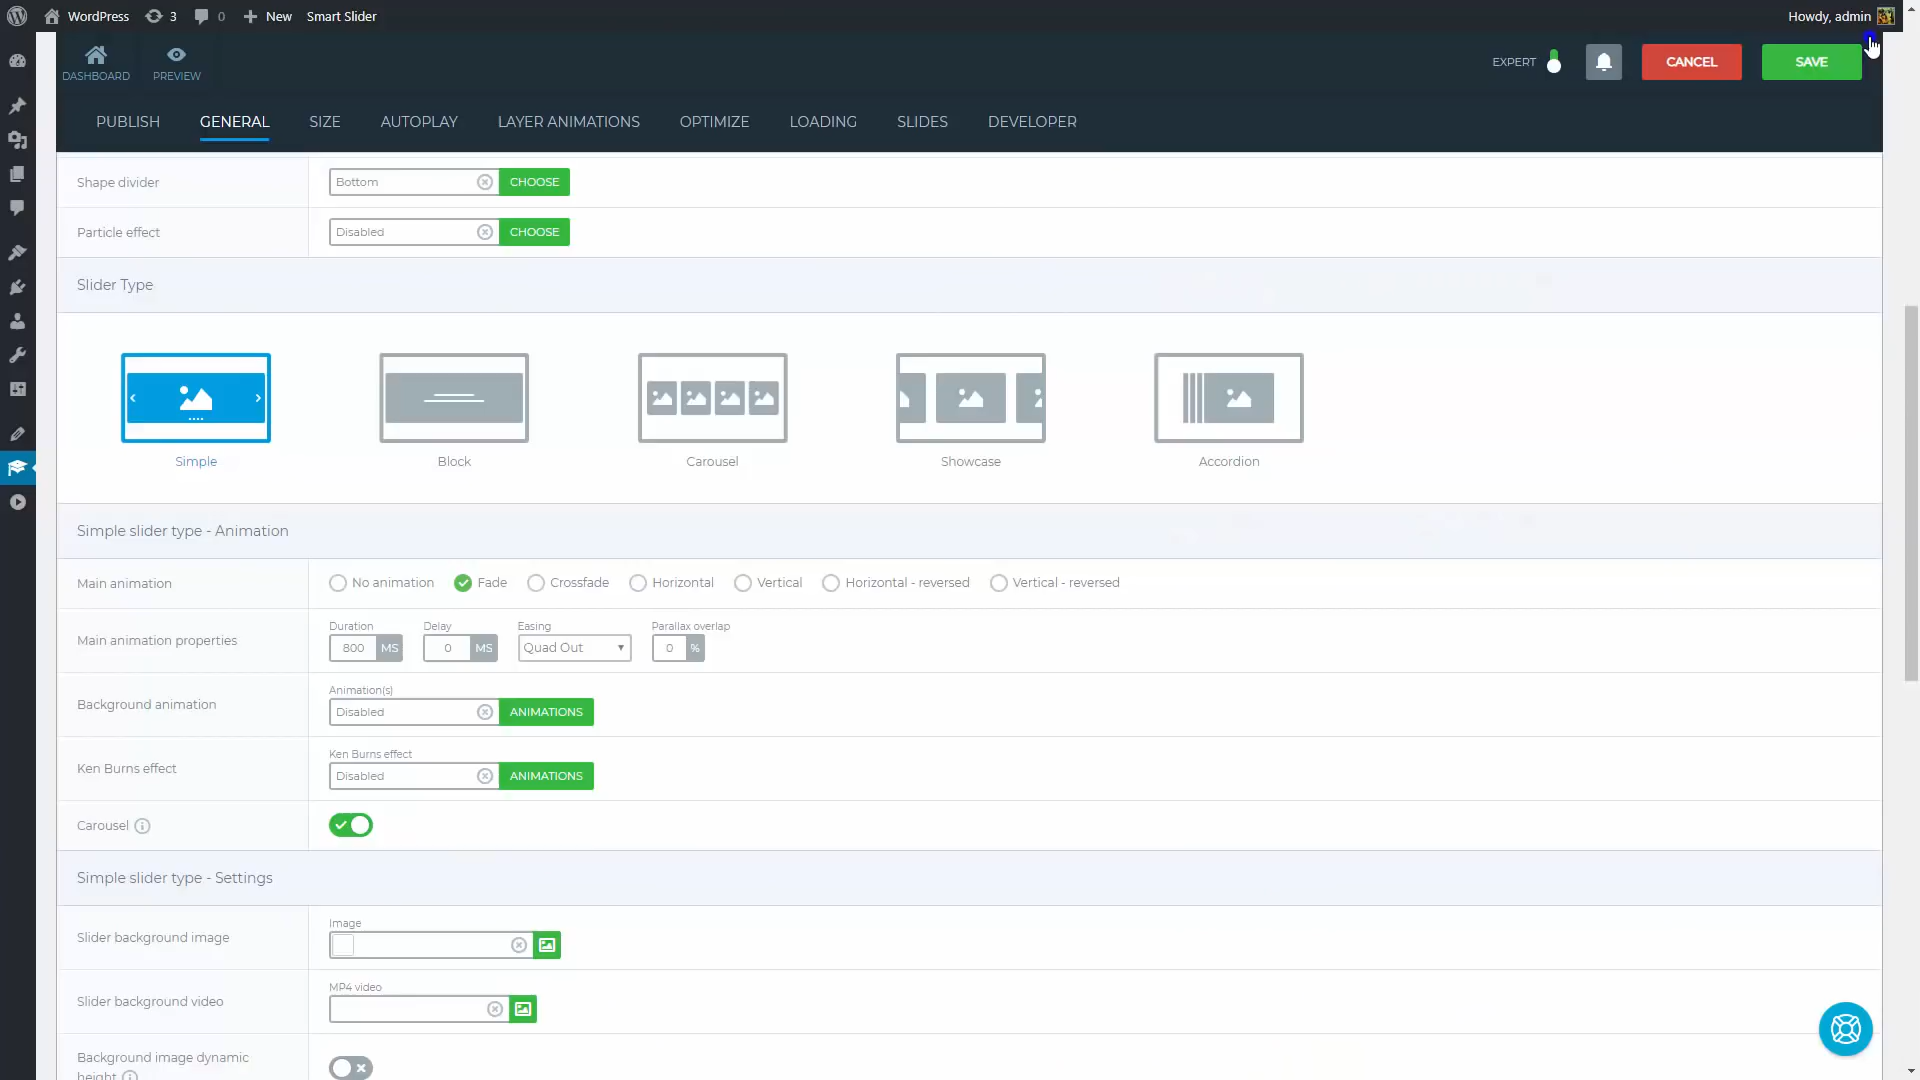 WordPress 3 0 New Smart Slider Howdy, admin
DASHBOARD PREVIEW EXPERT CANCEL SAVE
PUBLISH GENERAL SIZE AUTOPLAY LAYER ANIMATIONS OPTIMIZE LOADING SLIDES DEVELOPER
Shape divider Bottom CHOOSE
Particle effect Disabled CHOOSE
Slider Type
Simple Block Carousel Showcase Accordion
Simple slider type - Animation
Main animation No animation Fade Crossfade Horizontal Vertical Horizontal - reversed Vertical - reversed
Duration Delay Easing Parallax overlap
Main animation properties 800 MS 0 MS Quad Out 0 %
Animation(s)
Background animation Disabled ANIMATIONS
Ken Burns effect
Ken Burns effect Disabled ANIMATIONS
Carousel
Simple slider type - Settings
Image
Slider background image
MP4 video
Slider background video
Background image dynamic
height